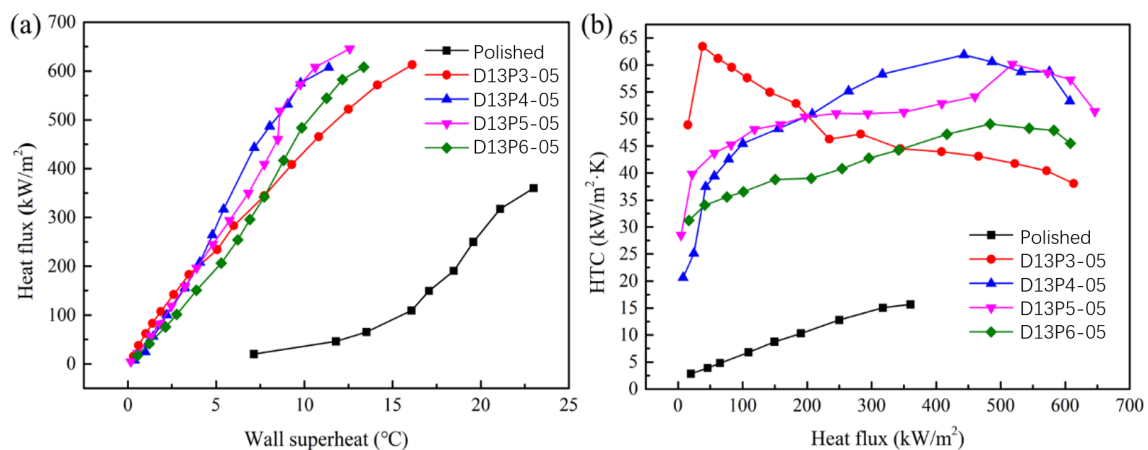 (a)
700
600
500
400
300
200
100
0
Heat flux (kW/m²)
0 5 10 15 20 25
Wall superheat (℃)
Polished
D13P3-05
D13P4-05
D13P5-05
D13P6-05
(b)
65
60
55
50
45
40
35
30
25
20
15
10
5
0
HTC (kW/m²·K)
0 100 200 300 400 500 600 700
Heat flux (kW/m²)
Polished
D13P3-05
D13P4-05
D13P5-05
D13P6-05